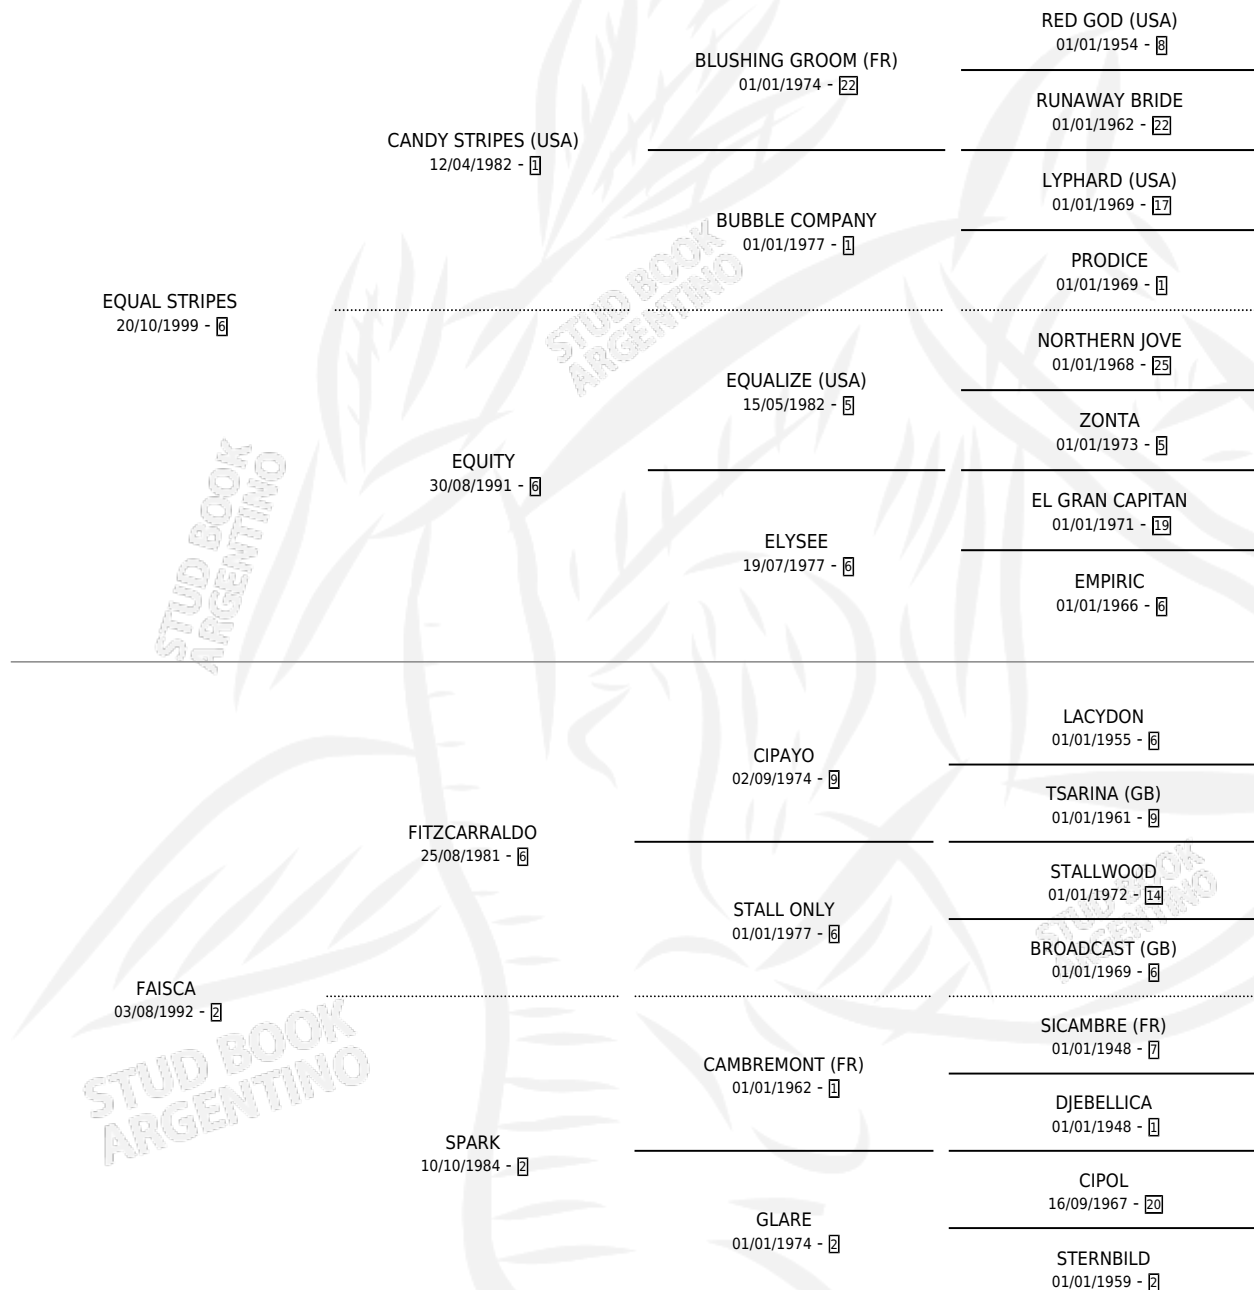 RED GOD (USA)
01/01/1954 - 8
BLUSHING GROOM (FR)
01/01/1974 - 22
RUNAWAY BRIDE
01/01/1962 - 22
CANDY STRIPES (USA)
12/04/1982 - 1
LYPHARD (USA)
01/01/1969 - 17
BUBBLE COMPANY
01/01/1977 - 1
PRODICE
01/01/1969 - 1
EQUAL STRIPES
20/10/1999 - 6
NORTHERN JOVE
01/01/1968 - 25
EQUALIZE (USA)
15/05/1982 - 5
ZONTA
01/01/1973 - 5
EQUITY
30/08/1991 - 6
EL GRAN CAPITAN
01/01/1971 - 19
ELYSEE
19/07/1977 - 6
EMPIRIC
01/01/1966 - 6
LACYDON
01/01/1955 - 6
CIPAYO
02/09/1974 - 9
TSARINA (GB)
01/01/1961 - 9
FITZCARRALDO
25/08/1981 - 6
STALLWOOD
01/01/1972 - 14
STALL ONLY
01/01/1977 - 6
BROADCAST (GB)
01/01/1969 - 6
FAISCA
03/08/1992 - 2
SICAMBRE (FR)
01/01/1948 - 7
CAMBREMONT (FR)
01/01/1962 - 1
DJEBELLICA
01/01/1948 - 1
SPARK
10/10/1984 - 2
CIPOL
16/09/1967 - 20
GLARE
01/01/1974 - 2
STERNBILD
01/01/1959 - 2
STUD BOOK
ARGENTINO
STUD BOOK
ARGENTINO
STUD BOOK
ARGENTINO
STUD BOOK
ARGENTINO